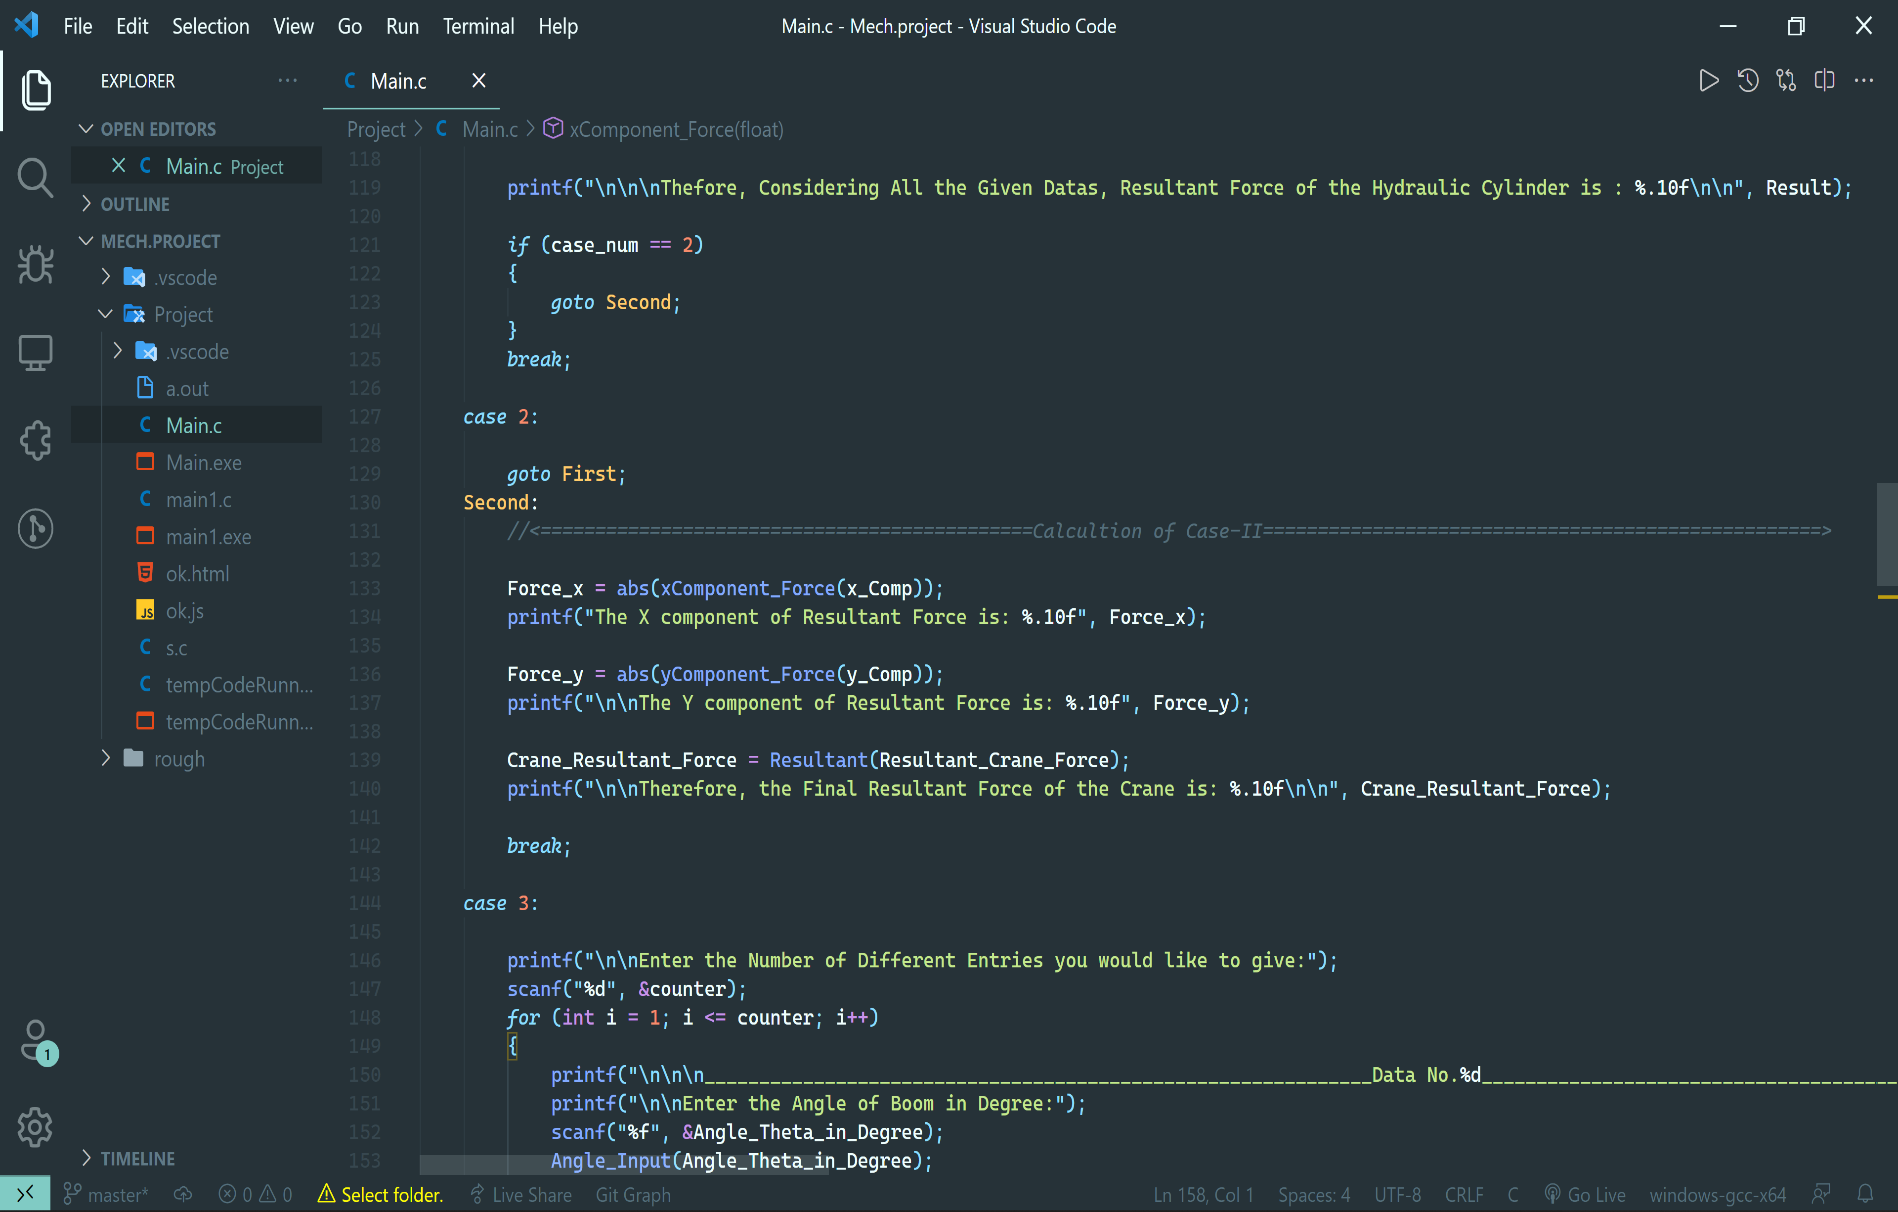 File Edit Selection View Go Run Terminal Help
Main.c - Mech.project - Visual Studio Code
EXPLORER
OPEN EDITORS
Main.c Project
OUTLINE
MECH.PROJECT
.vscode
Project
.vscode
a.out
Main.c
Main.exe
main1.c
main1.exe
ok.html
ok.js
s.c
tempCodeRunn...
tempCodeRunn...
rough
TIMELINE
1
Main.c
Project > C Main.c > xComponent_Force(float)
118
119 printf("\n\n\nThefore, Considering All the Given Datas, Resultant Force of the Hydraulic Cylinder is : %.10f\n\n", Result);
120
121 if (case_num == 2)
122 {
123 goto Second;
124 }
125 break;
126
127 case 2:
128
129 goto First;
130 Second:
131 //<=============================================Calcultion of Case-II===================================================>
132
133 Force_x = abs(xComponent_Force(x_Comp));
134 printf("The X component of Resultant Force is: %.10f", Force_x);
135
136 Force_y = abs(yComponent_Force(y_Comp));
137 printf("\n\nThe Y component of Resultant Force is: %.10f", Force_y);
138
139 Crane_Resultant_Force = Resultant(Resultant_Crane_Force);
140 printf("\n\nTherefore, the Final Resultant Force of the Crane is: %.10f\n\n", Crane_Resultant_Force);
141
142 break;
143
144 case 3:
145
146 printf("\n\nEnter the Number of Different Entries you would like to give:");
147 scanf("%d", &counter);
148 for (int i = 1; i <= counter; i++)
149 {
150 printf("\n\n\n_____________________________________________________________Data No.%d______________________________________
151 printf("\n\nEnter the Angle of Boom in Degree:");
152 scanf("%f", &Angle_Theta_in_Degree);
153 Angle_Input(Angle_Theta_in_Degree);
master* 0 0 Select folder. Live Share Git Graph Ln 158, Col 1 Spaces: 4 UTF-8 CRLF C Go Live windows-gcc-x64